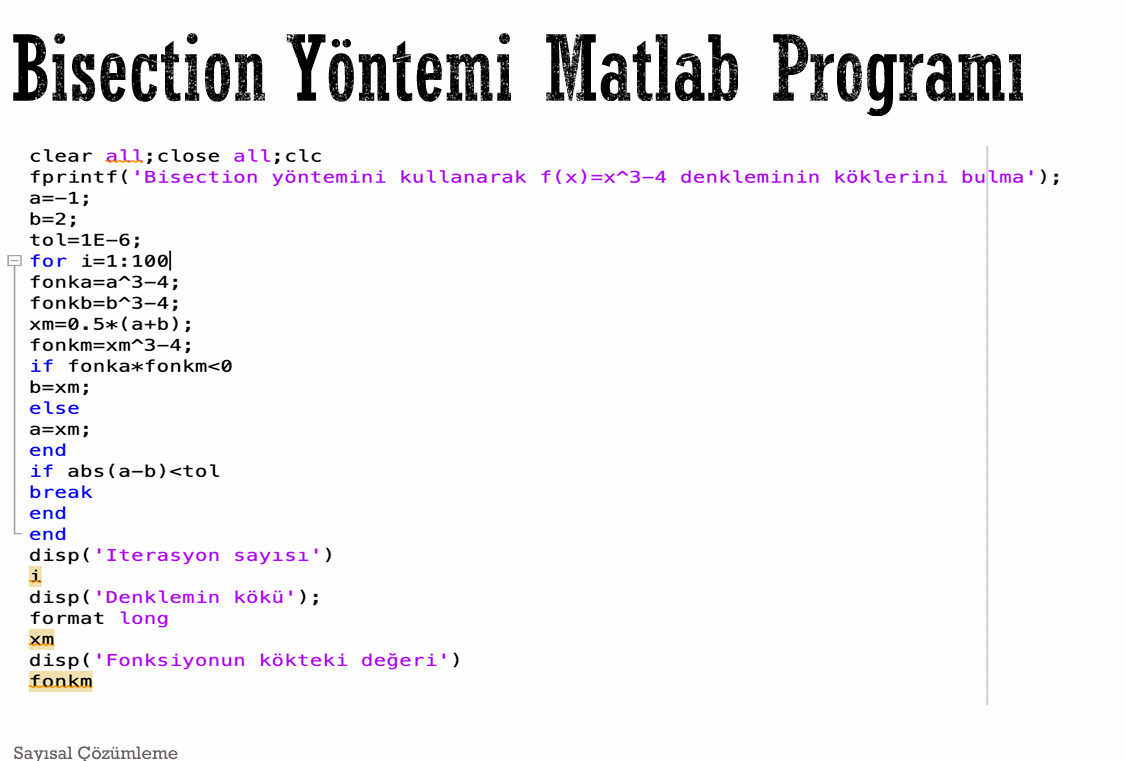 Bisection Yöntemi Matlab Programı
clear all;close all;clc
fprintf('Bisection yöntemini kullanarak f(x)=x^3-4 denkleminin köklerini bulma');
a=-1;
b=2;
tol=1E-6;
for i=1:100
fonka=a^3-4;
fonkb=b^3-4;
xm=0.5*(a+b);
fonkm=xm^3-4;
if fonka*fonkm<0
b=xm;
else
a=xm;
end
if abs(a-b)<tol
break
end
end
disp('Iterasyon sayısı')
i
disp('Denklemin kökü');
format long
xm
disp('Fonksiyonun kökteki değeri')
fonkm
Sayısal Çözümleme